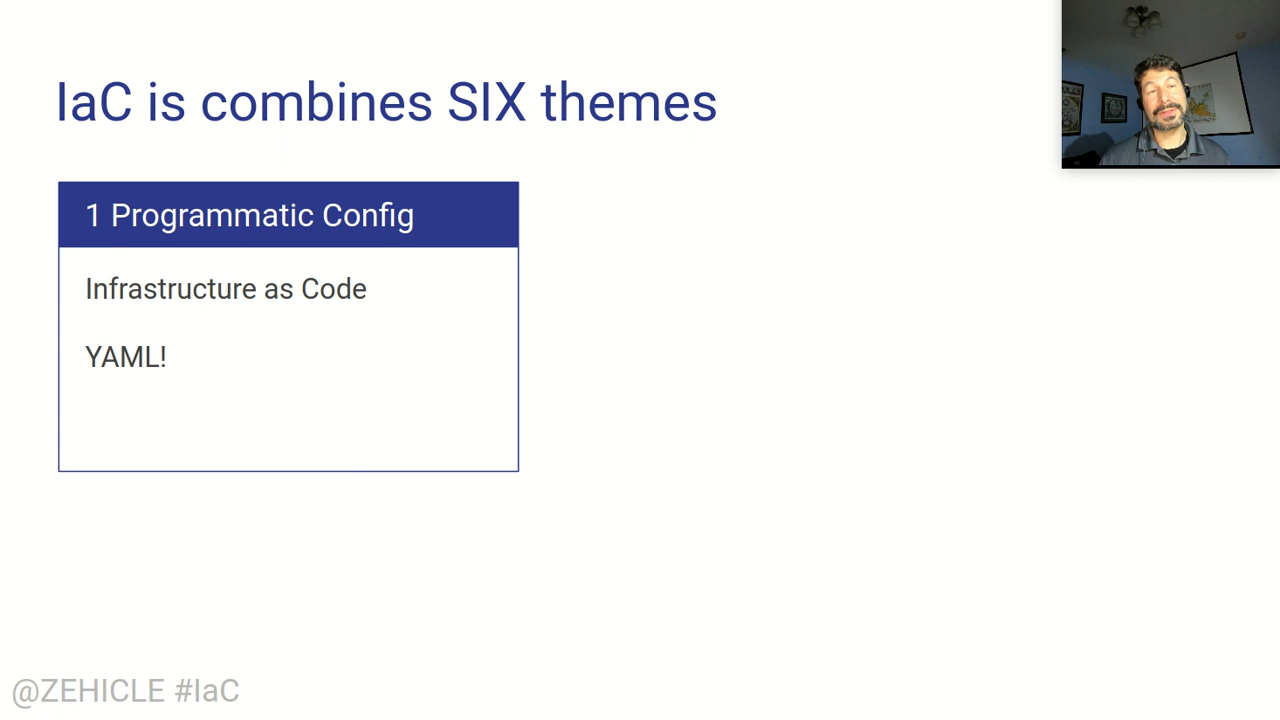 IaC is combines SIX themes
1 Programmatic Config
Infrastructure as Code
YAML!
@ZEHICLE #IaC